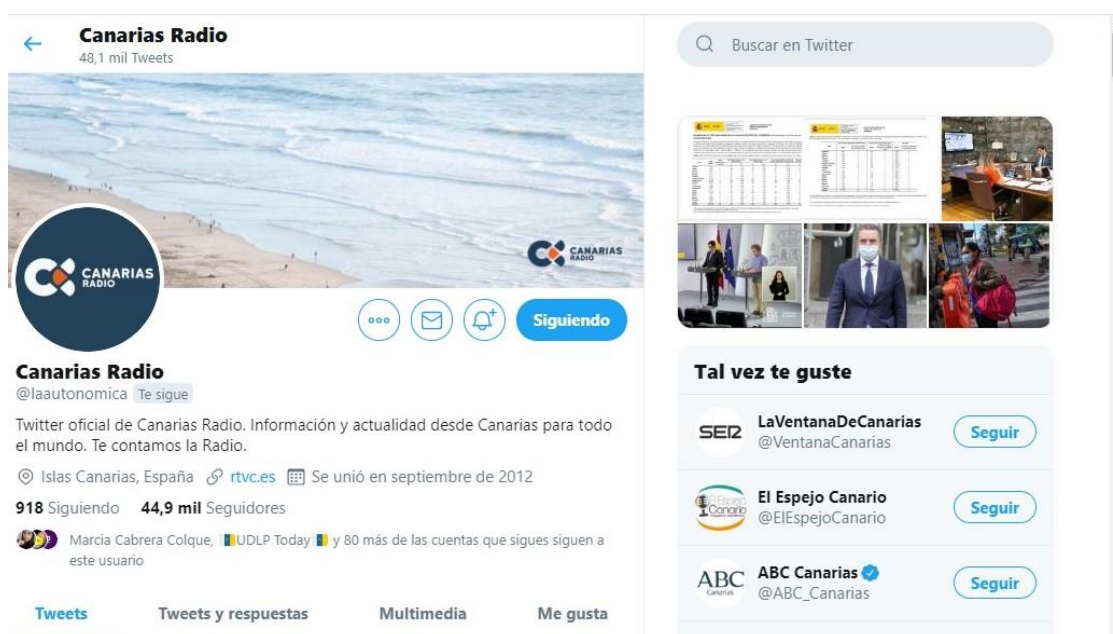 Canarias Radio
48,1 mil Tweets
CANARIAS
RADIO
CANARIAS
RADIO
Siguiendo
Canarias Radio
@laautonomica Te sigue
Twitter oficial de Canarias Radio. Información y actualidad desde Canarias para todo
el mundo. Te contamos la Radio.
Islas Canarias, España rtvc.es Se unió en septiembre de 2012
918 Siguiendo 44,9 mil Seguidores
Marcia Cabrera Colque, UDLP Today y 80 más de las cuentas que sigues siguen a
este usuario
Tweets Tweets y respuestas Multimedia Me gusta
Buscar en Twitter
Tal vez te guste
SER
LaVentanaDeCanarias
@VentanaCanarias
Seguir
El Espejo
Canario
El Espejo Canario
@ElEspejoCanario
Seguir
ABC
Canarias
ABC Canarias
@ABC_Canarias
Seguir